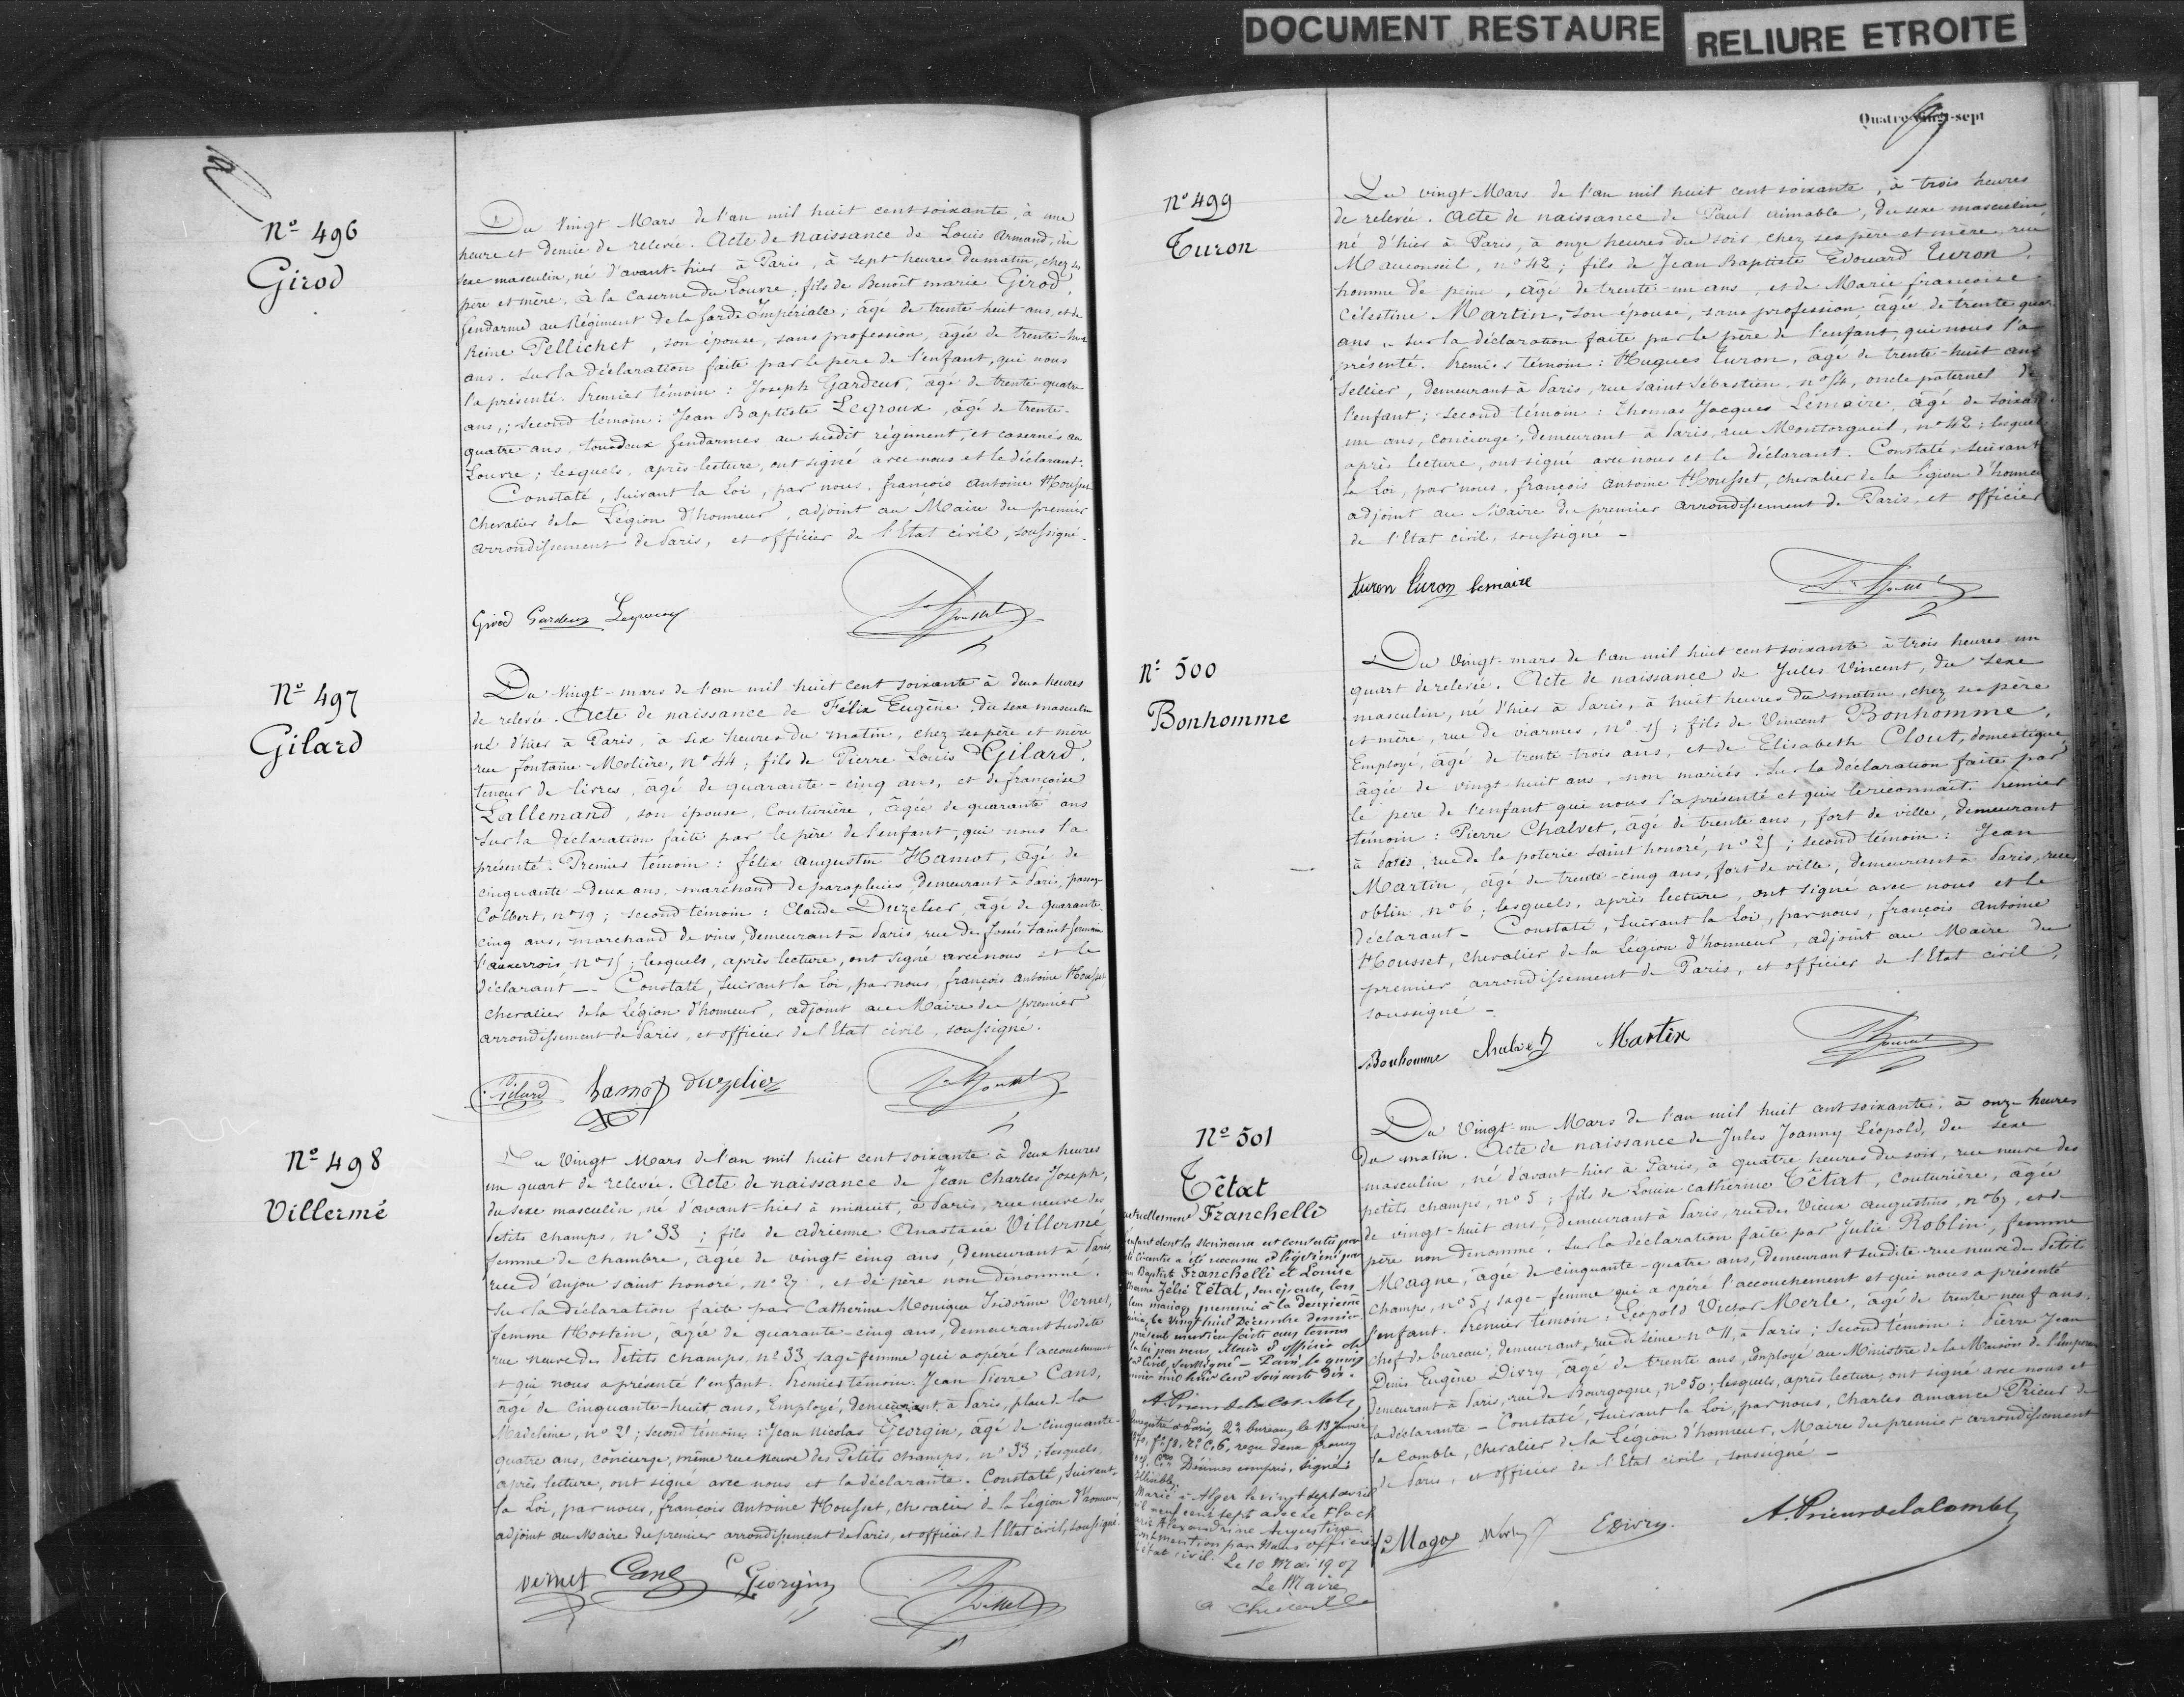 DOCUMENT RESTAURE
RELIURE ETROITE
Nº 496
Girod
Du vingt Mars de l'an mil huit cent soixante, à une
heure et demie de relevée. Acte de naissance de Louis Armand, du
sexe masculin, né d'avant-hier à Paris, à sept heures du matin, chez ses
père et mère, à la Caserne du Louvre; fils de Benoît marie Girod,
Gendarme au Régiment de la Garde Impériale, âgé de trente huit ans, et de
Reine Pellichet, son épouse, sans profession, âgée de trente-
ans. Sur la déclaration faite par le père de l'enfant, qui nous
l'a présenté. Premier témoin: Joseph Gardeur, âgé de trente-quatre
ans,; second témoin: Jean Baptiste Legroux, âgé de trente-
quatre ans, tous deux Gendarmes au susdit régiment, et casernés au
Louvre; lesquels, après lecture, ont signé avec nous et le déclarant.
Constaté, suivant la Loi, par nous, françois Antoine Housset
chevalier de la Légion d'honneur, adjoint au Maire du premier
arrondissement de Paris, et officier de l'Etat civil, soussigné.
Girod Gardeur Legroux
Nº 497
Gilard
Du vingt-mars de l'an mil huit cent soixante à deux heures
de relevée. Acte de naissance de Félix Eugène du sexe masculin
né d'hier à Paris, à six heures du matin, chez ses père et mère
rue fontaine-Molière, nº 44; fils de Pierre Louis Gilard,
teneur de livres, âgé de quarante-cinq ans, et de françoise
Lallemand, son épouse, Couturière, âgée de quarante ans
Sur la déclaration faite par le père de l'enfant, qui nous l'a
présenté. Premier témoin: félix augustin Hamot, âgé de
cinquante-deux ans, marchand de parapluies, demeurant à Paris, passage
Colbert, nº 19; second témoin: Claude Duzelier, âgé de quarante-
cinq ans, marchand de vins, demeurant à Paris, rue des fossés Saint Germain
l'auxerrois nº 15; lesquels, après lecture, ont signé avec nous et le
déclarant — Constaté, suivant la Loi, par nous, françois Antoine Housset
chevalier de la Légion d'honneur, adjoint au Maire du premier
arrondissement de Paris, et officier de l'Etat civil, soussigné.
Gilard hamot duzelier
Nº 498
Villermé
Du vingt Mars de l'an mil huit cent soixante à deux heures
un quart de relevée. Acte de naissance de Jean Charles Joseph,
du sexe masculin, né d'avant-hier à minuit, à Paris, rue neuve des
Petits champs, nº 33; fils de adrienne Anastasie Villermé,
femme de chambre, âgée de vingt-cinq ans, demeurant à Paris,
rue d'anjou saint honoré, nº 27, et de père non dénommé.
Sur la déclaration faite par Catherine Monique Isidorine Vernet,
femme Hostein, âgée de quarante-cinq ans, demeurant susdite
rue neuve des Petits champs, nº 33 sage femme qui a opéré l'accouchement
et qui nous a présenté l'enfant. Premier témoin: Jean Pierre Cans,
âgé de cinquante-huit ans, Employé, demeurant à Paris, place de la
Madeleine, nº 21; second témoin: Jean Nicolas Georgin, âgé de cinquante-
quatre ans, concierge, même rue Neuve des Petits champs, nº 33; lesquels,
après lecture, ont signé avec nous et la déclarante. Constaté, suivant
la Loi, par nous, françois Antoine Housset, chevalier de la Légion d'honneur,
adjoint au Maire du premier arrondissement de Paris, et officier de l'Etat civil, soussigné.
vernet Cans Georgin
Quatre-vingt-sept
Nº 499
Turon
Du vingt Mars de l'an mil huit cent soixante, à trois heures
de relevée. Acte de naissance de Paul aimable, du sexe masculin,
né d'hier à Paris, à onze heures du soir, chez ses père et mère, rue
Mauconseil, nº 42; fils de Jean Baptiste Edouard Turon,
homme de peine, âgé de trente-un ans, et de Marie françoise
Célestine Martin, son épouse, sans profession, âgée de trente quatre
ans. Sur la déclaration faite par le père de l'enfant, qui nous l'a
présenté. Premier témoin: Hugues Turon, âgé de trente-huit ans
Sellier, demeurant à Paris, rue saint Sébastien, nº 54, oncle paternel de
l'enfant; second témoin: Thomas Jacques Lemaire, âgé de soixante
un ans, concierge, demeurant à Paris, rue Montorgueil, nº 42; lesquels
après lecture, ont signé avec nous et le déclarant. Constaté, suivant
la Loi, par nous, françois Antoine Housset, chevalier de la Légion d'honneur
adjoint au Maire du premier arrondissement de Paris, et officier
de l'Etat civil, soussigné -
turon turon lemaire
Nº 500
Bonhomme
Du vingt-mars de l'an mil huit cent soixante à trois heures un
quart de relevée. Acte de naissance de Jules Vincent, du sexe
masculin, né d'hier à Paris, à huit heures du matin, chez ses père
et mère, rue de viarmes, nº 15; fils de Vincent Bonhomme,
Employé, âgé de trente-trois ans, et de Elisabeth Clout, domestique,
âgée de vingt-huit ans, non mariés. Sur la déclaration faite par
le père de l'enfant qui nous l'a présenté et qui le reconnait. Premier
témoin: Pierre Chalvet, âgé de trente ans, fort de ville, demeurant
à Paris, rue de la poterie saint honoré, nº 25; second témoin: Jean
Martin, âgé de trente-cinq ans, fort de ville, demeurant à Paris, rue
oblin nº 6; lesquels, après lecture, ont signé avec nous et le
déclarant - Constaté, suivant la Loi, par nous, françois Antoine
Housset, chevalier de la Légion d'honneur, adjoint au Maire du
premier arrondissement de Paris, et officier de l'Etat civil,
soussigné -
Bonhomme chalvet Martin
Nº 501
Têtat
actuellement Franchelli
Du vingt-un Mars de l'an mil huit cent soixante, à onze heures
du matin. Acte de naissance de Jules Joanny Léopold, du sexe
masculin, né d'avant-hier à Paris, à quatre heures du soir, rue neuve des
petits champs, nº 5; fils de Louise catherine Têtat, couturière, âgée
de vingt-huit ans, demeurant à Paris, rue des Vieux augustins, nº 67, et de
père non dénommé. Sur la déclaration faite par Julie Roblin, femme
Magne, âgée de cinquante-quatre ans, demeurant susdite rue neuve des Petits
champs, nº 5, sage-femme qui a opéré l'accouchement et qui nous a présenté
l'enfant. Premier témoin: Léopold Victor Merle, âgé de trente-neuf ans,
chef de bureau, demeurant, rue de Seine nº 11, à Paris; second témoin: Pierre Jean
Denis Eugène Divry, âgé de trente ans, Employé au Ministère de la Maison de l'Empereur
demeurant à Paris, rue de Bourgogne, nº 50; lesquels, après lecture, ont signé avec nous et
la déclarante - Constaté, suivant la Loi, par nous, Charles amance Prieur de
la Comble, chevalier de la Légion d'honneur, Maire du premier arrondissement
de Paris, et officier de l'Etat civil, soussigné -
fe Magne Merle EDivry. A. Prieur de la Comble
enfant dont la naissance est constatée par
ci contre a été reconnu et légitimé par
Baptiste Franchelli et Louise
Zélie Têtat, son épouse, lors
leur mariage prononcé à la deuxième
le vingt huit Décembre dernier
présente mention faite aux termes
la loi par nous, Maire et officier de
l'état civil, soussigné - Paris, le quinze
mil huit cent soixante dix.
A. Prieur de la Comble
Enregistré à Paris, 2e bureau, le 13 janvier
reçu deux francs
Décimes compris, signé:
Illisible
Marié à Alger le vingt sept avril
mil neuf cent sept avec Le Floch
Marie Alexandrine Augustine
mention par Nous officier
l'état civil. Le 10 Mai 1907
Le Maire